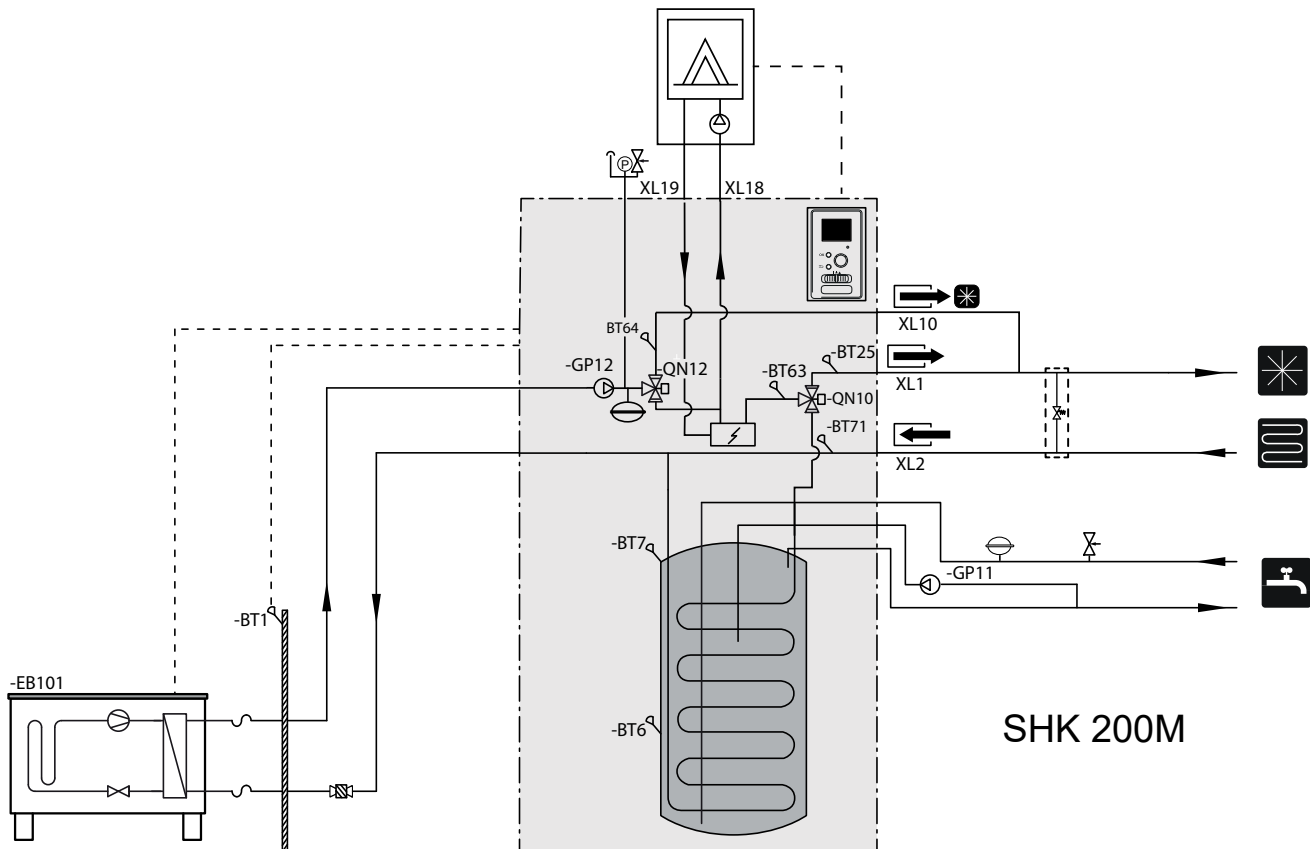 P
XL19
XL18
XL10
BT64
-BT25
-GP12
-QN12
-BT63
XL1
-QN10
-BT71
XL2
-BT7
-GP11
-BT1
-EB101
-BT6
SHK 200M